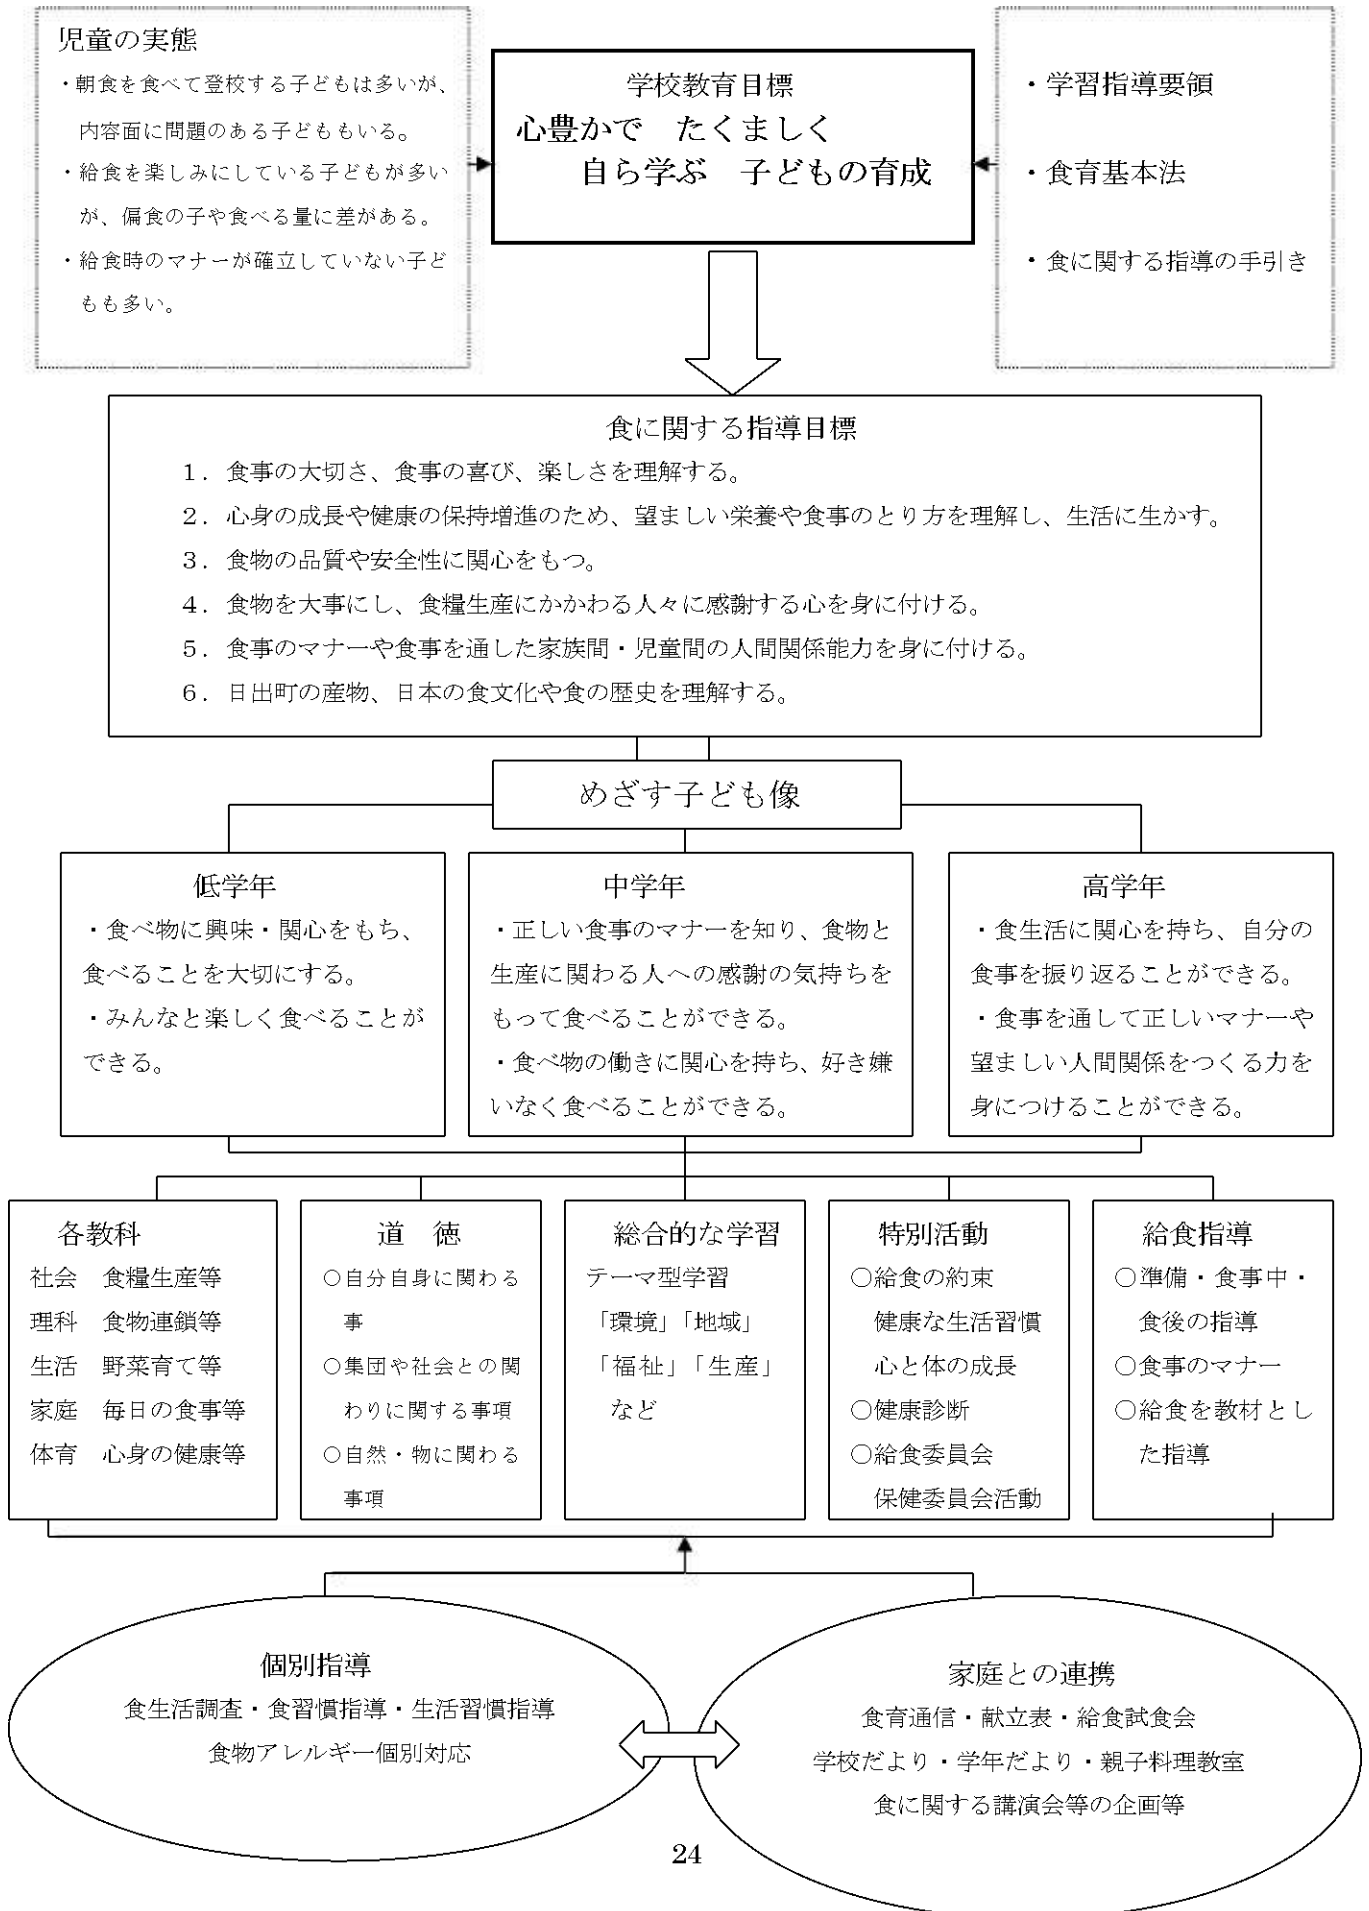 児童の実態
・朝食を食べて登校する子どもは多いが、
内容面に問題のある子どももいる。
・給食を楽しみにしている子どもが多い
が、偏食の子や食べる量に差がある。
・給食時のマナーが確立していない子ど
もも多い。
学校教育目標
心豊かで　たくましく
自ら学ぶ　子どもの育成
・学習指導要領
・食育基本法
・食に関する指導の手引き
食に関する指導目標
１．食事の大切さ、食事の喜び、楽しさを理解する。
２．心身の成長や健康の保持増進のため、望ましい栄養や食事のとり方を理解し、生活に生かす。
３．食物の品質や安全性に関心をもつ。
４．食物を大事にし、食糧生産にかかわる人々に感謝する心を身に付ける。
５．食事のマナーや食事を通した家族間・児童間の人間関係能力を身に付ける。
６．日出町の産物、日本の食文化や食の歴史を理解する。
めざす子ども像
低学年
・食べ物に興味・関心をもち、
食べることを大切にする。
・みんなと楽しく食べることが
できる。
中学年
・正しい食事のマナーを知り、食物と
生産に関わる人への感謝の気持ちを
もって食べることができる。
・食べ物の働きに関心を持ち、好き嫌
いなく食べることができる。
高学年
・食生活に関心を持ち、自分の
食事を振り返ることができる。
・食事を通して正しいマナーや
望ましい人間関係をつくる力を
身につけることができる。
各教科
社会　食糧生産等
理科　食物連鎖等
生活　野菜育て等
家庭　毎日の食事等
体育　心身の健康等
道　徳
○自分自身に関わる
事
○集団や社会との関
わりに関する事項
○自然・物に関わる
事項
総合的な学習
テーマ型学習
「環境」「地域」
「福祉」「生産」
など
特別活動
○給食の約束
健康な生活習慣
心と体の成長
○健康診断
○給食委員会
保健委員会活動
給食指導
○準備・食事中・
食後の指導
○食事のマナー
○給食を教材とし
た指導
個別指導
食生活調査・食習慣指導・生活習慣指導
食物アレルギー個別対応
家庭との連携
食育通信・献立表・給食試食会
学校だより・学年だより・親子料理教室
食に関する講演会等の企画等
24